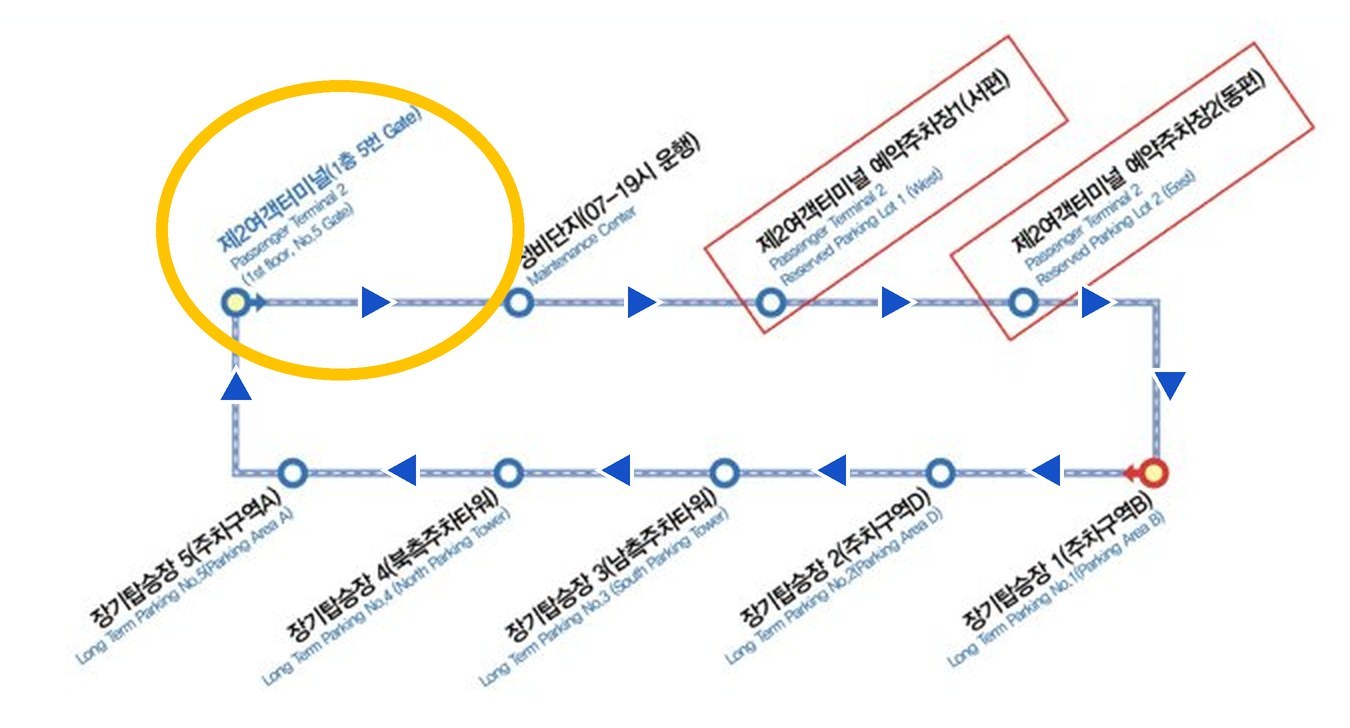 제2여객터미널(1층 5번 Gate)
Passenger Terminal 2
(1st floor, No.5 Gate)
정비단지(07-19시 운행)
Maintenance Center
제2여객터미널 예약주차장1(서편)
Passenger Terminal 2
Reserved Parking Lot 1 (West)
제2여객터미널 예약주차장2(동편)
Passenger Terminal 2
Reserved Parking Lot 2 (East)
장기탑승장 5(주차구역A)
Long Term Parking No.5(Parking Area A)
장기탑승장 4(북측주차타워)
Long Term Parking No.4 (North Parking Tower)
장기탑승장 3(남측주차타워)
Long Term Parking No.3 (South Parking Tower)
장기탑승장 2(주차구역D)
Long Term Parking No.2(Parking Area D)
장기탑승장 1(주차구역B)
Long Term Parking No.1(Parking Area B)